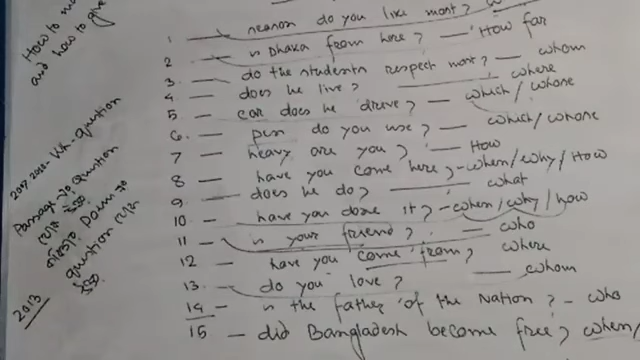 How to
and how to give
1 — reason do you like most?
2 — is Dhaka from here? — How far
3 — do the students respect most? — whom
4 — does he live? — where
5 — car does he drive? — which/whose
6. — pen do you use? — which/whose
7 — heavy are you? — How
8 — have you come here? - when/why/How
9 — does he do? — what
10 — have you done it? - when/why/how
11 — is your friend? — who
12 have you come from? where
13. — do you love? — whom
14 — is the father of the Nation? - who
15 — did Bangladesh become free? when/
Wh-question
Passage question
question
2013